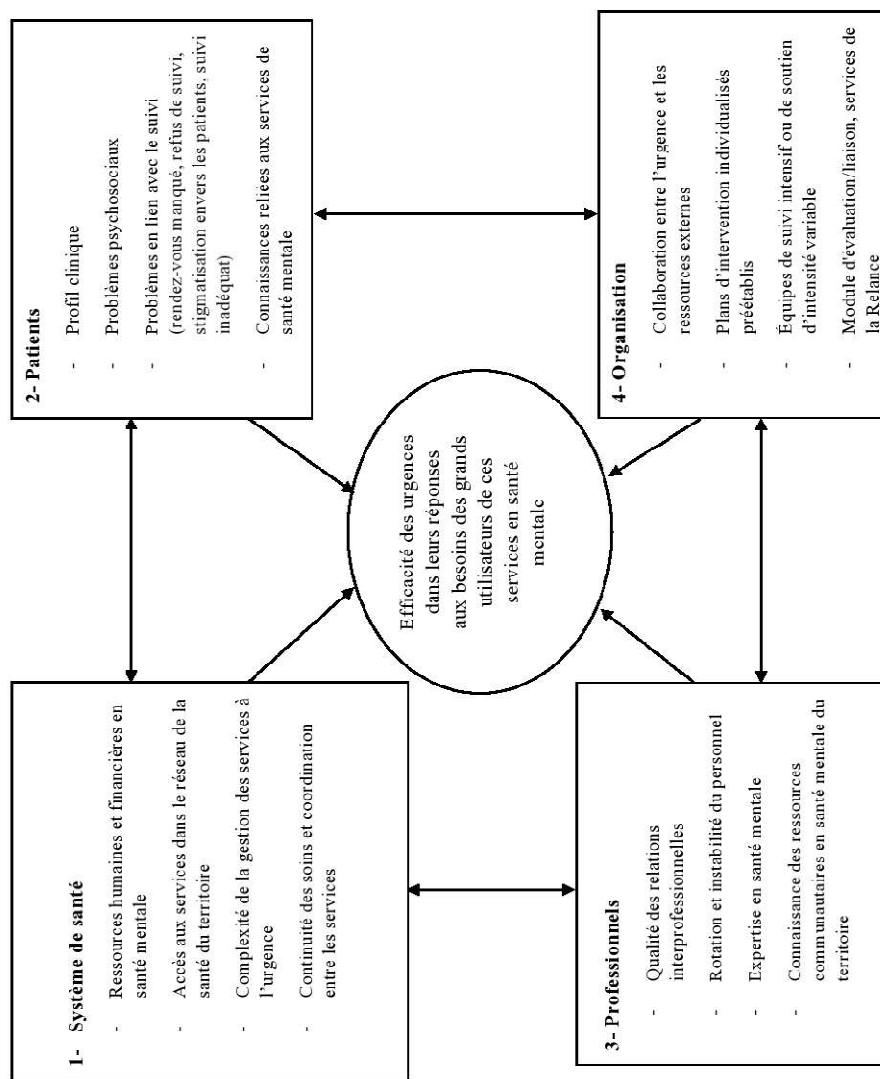 1- Système de santé
- Ressources humaines et financières en
santé mentale
- Accès aux services dans le réseau de la
santé du territoire
- Complexité de la gestion des services à
l'urgence
- Continuité des soins et coordination
entre les services
2- Patients
- Profil clinique
- Problèmes psychosociaux
- Problèmes en lien avec le suivi
(rendez-vous manqué, refus de suivi,
stigmatisation envers les patients, suivi
inadéquat)
- Connaissances reliées aux services de
santé mentale
Efficacité des urgences
dans leurs réponses
aux besoins des grands
utilisateurs de ces
services en santé
mentale
3- Professionnels
- Qualité des relations
interprofessionnelles
- Rotation et instabilité du personnel
- Expertise en santé mentale
- Connaissance des ressources
communautaires en santé mentale du
territoire
4- Organisation
- Collaboration entre l'urgence et les
ressources externes
- Plans d'intervention individualisés
préétablis
- Équipes de suivi intensif ou de soutien
d'intensité variable
- Module d'évaluation/liaison, services de
la Relance